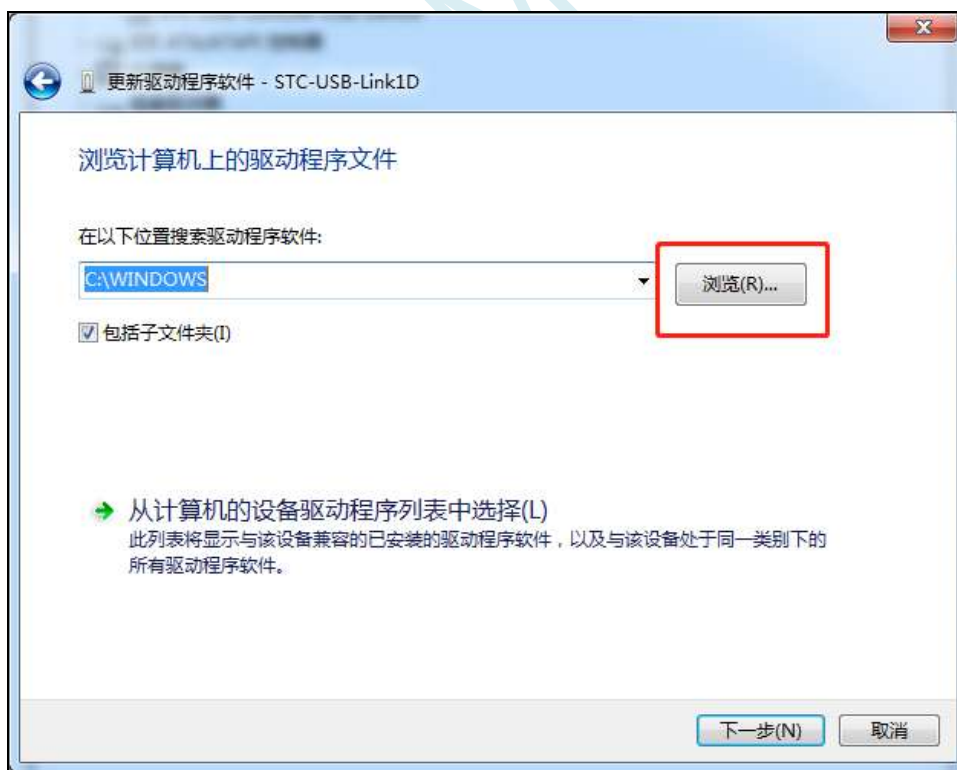 更新驱动程序软件 - STC-USB-Link1D
浏览计算机上的驱动程序文件
在以下位置搜索驱动程序软件:
C:\WINDOWS
浏览(R)...
包括子文件夹(I)
从计算机的设备驱动程序列表中选择(L)
此列表将显示与该设备兼容的已安装的驱动程序软件，以及与该设备处于同一类别下的
所有驱动程序软件。
下一步(N)
取消